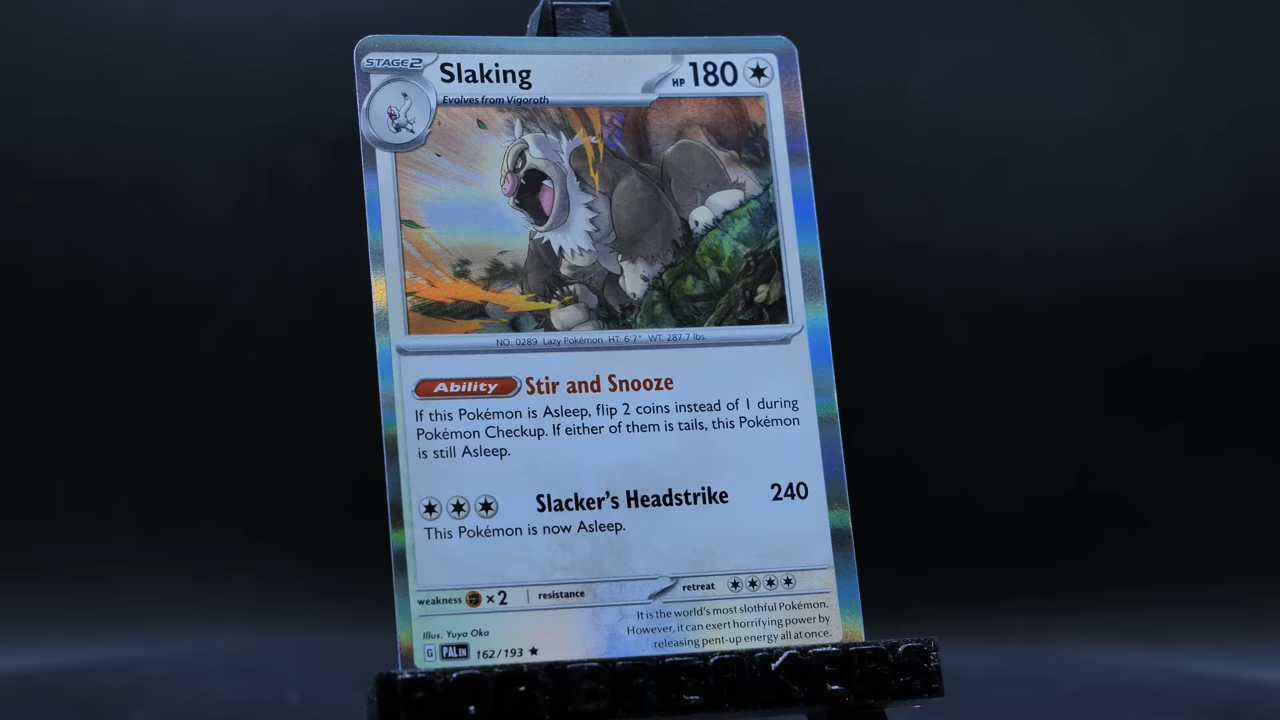 STAGE2
Slaking
HP 180
Evolves from Vigoroth
NO. 0289 Lazy Pokémon HT: 6'7" WT: 287.7 lbs.
Ability Stir and Snooze
If this Pokémon is Asleep, flip 2 coins instead of 1 during
Pokémon Checkup. If either of them is tails, this Pokémon
is still Asleep.
Slacker's Headstrike 240
This Pokémon is now Asleep.
weakness ×2 resistance retreat
It is the world's most slothful Pokémon.
However, it can exert horrifying power by
releasing pent-up energy all at once.
Illus. Yuya Oka
G PAL EN 162/193 ★